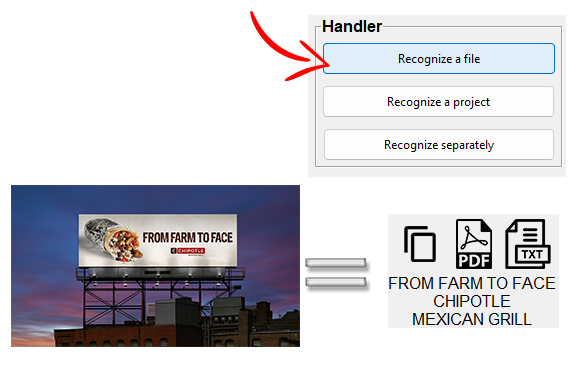 Handler
Recognize a file
Recognize a project
Recognize separately
FROM FARM TO FACE
CHIPOTLE
PDF
TXT
FROM FARM TO FACE
CHIPOTLE
MEXICAN GRILL